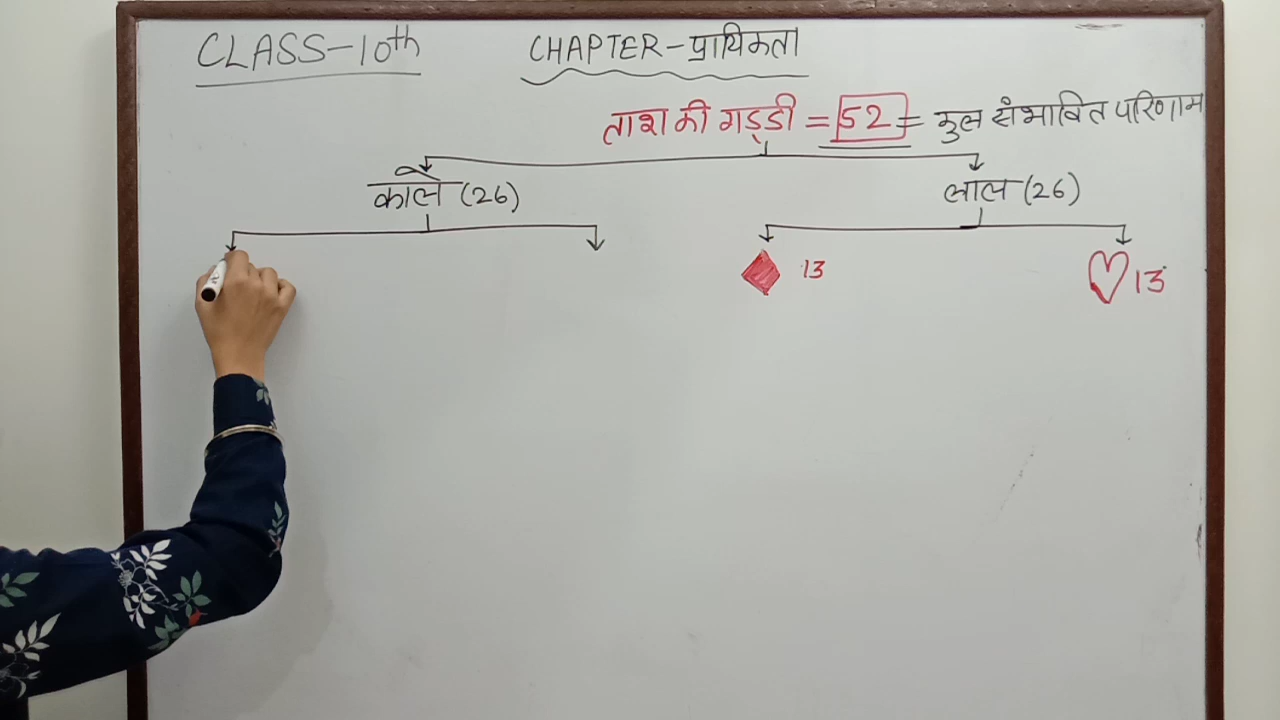 CLASS-10th CHAPTER-प्रायिकता
ताश की गड्डी = 52 = कुल संभावित परिणाम
काले (26) लाल (26)
13 13